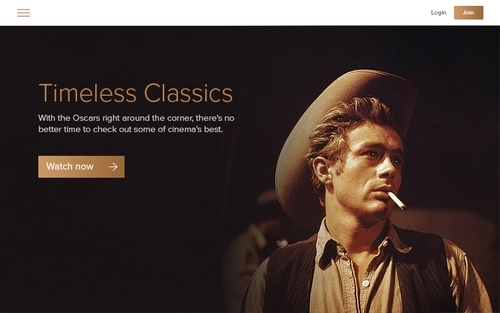 Login
Join
Timeless Classics
With the Oscars right around the corner, there's no
better time to check out some of cinema's best.
Watch now